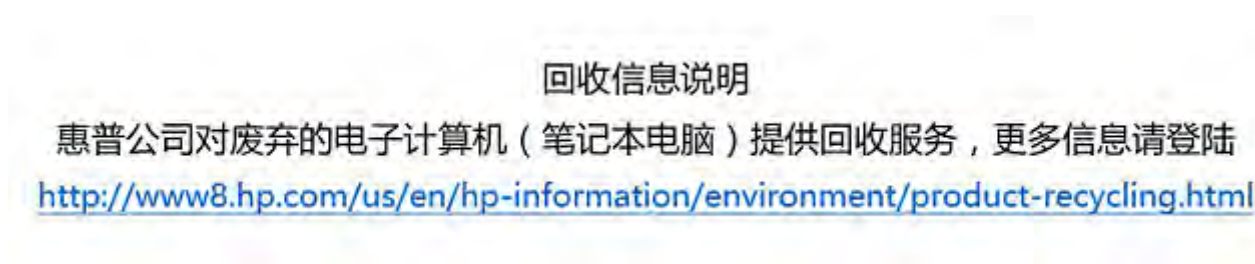 回收信息说明
惠普公司对废弃的电子计算机（笔记本电脑）提供回收服务，更多信息请登陆
http://www8.hp.com/us/en/hp-information/environment/product-recycling.html